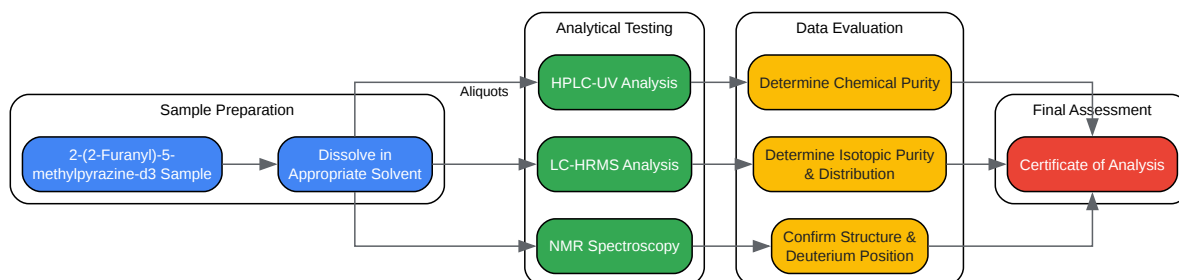 Sample Preparation
2-(2-Furanyl)-5-
methylpyrazine-d3 Sample
Dissolve in
Appropriate Solvent
Aliquots
Analytical Testing
HPLC-UV Analysis
LC-HRMS Analysis
NMR Spectroscopy
Data Evaluation
Determine Chemical Purity
Determine Isotopic Purity
& Distribution
Confirm Structure &
Deuterium Position
Final Assessment
Certificate of Analysis